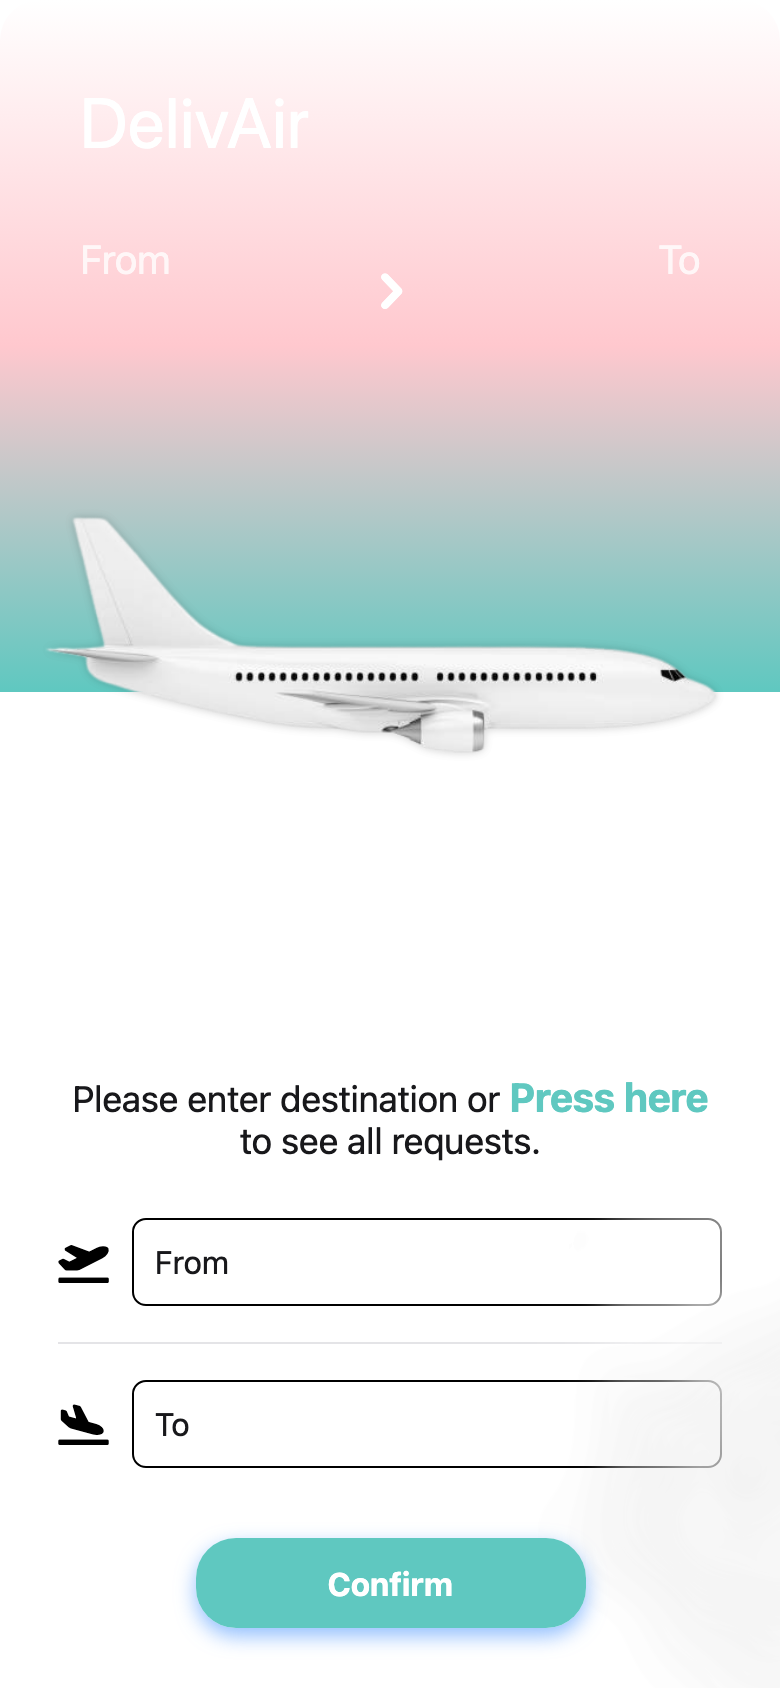 DelivAir
From To
Please enter destination or Press here
to see all requests.
From
To
Confirm